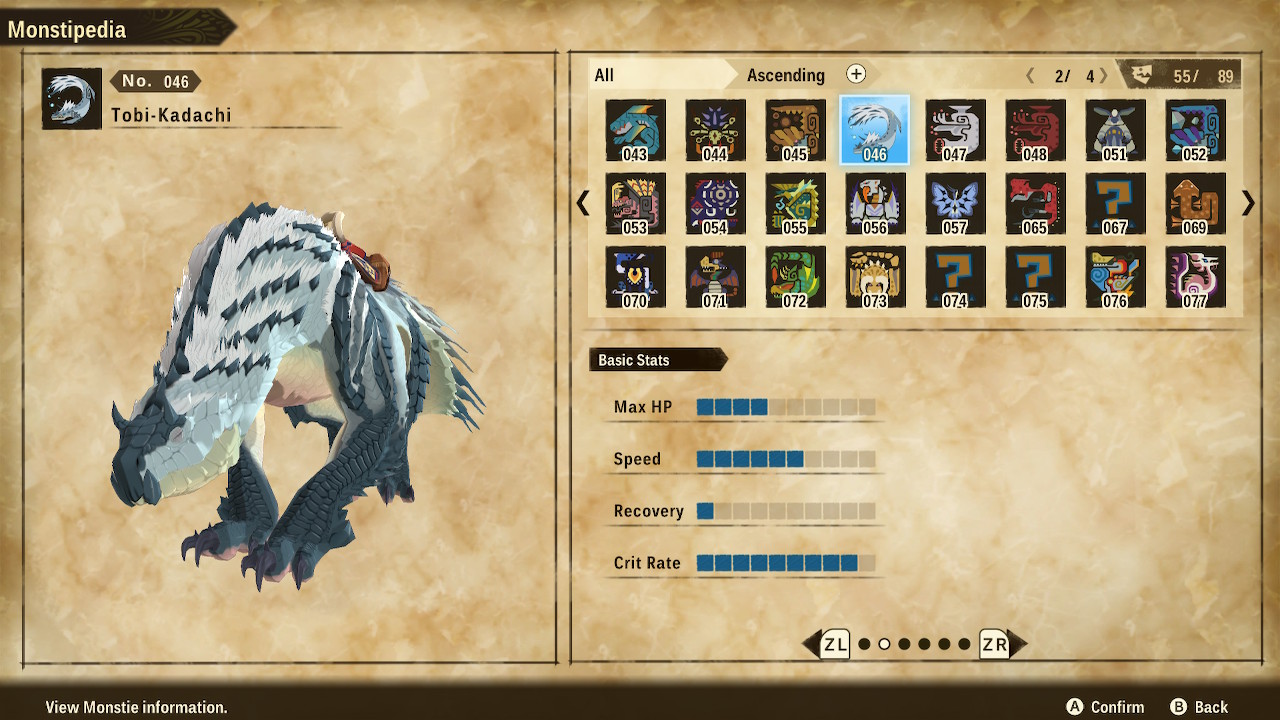 Monstipedia
No. 046
Tobi-Kadachi
All
Ascending
2/ 4
55/ 89
043 044 045 046 047 048 051 052
053 054 055 056 057 065 067 069
070 071 072 073 074 075 076 077
Basic Stats
Max HP
Speed
Recovery
Crit Rate
ZL ZR
View Monstie information.
A Confirm B Back